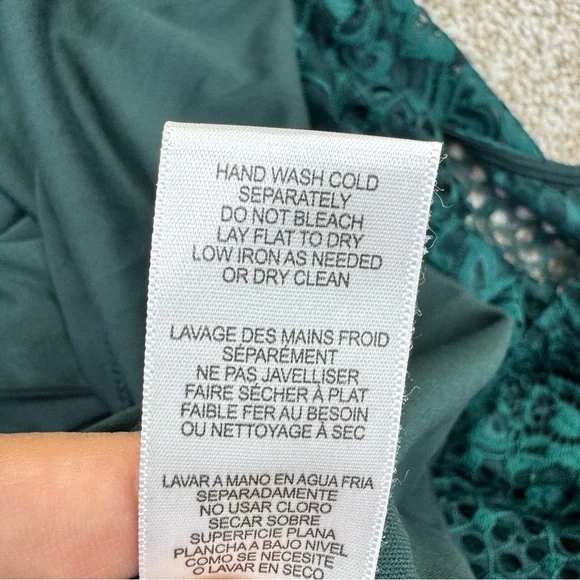 HAND WASH COLD
SEPARATELY
DO NOT BLEACH
LAY FLAT TO DRY
LOW IRON AS NEEDED
OR DRY CLEAN
LAVAGE DES MAINS FROID
SÉPARÉMENT
NE PAS JAVELLISER
FAIRE SÉCHER À PLAT
FAIBLE FER AU BESOIN
OU NETTOYAGE À SEC
LAVAR A MANO EN AGUA FRIA
SEPARADAMENTE
NO USAR CLORO
SECAR SOBRE
SUPERFICIE PLANA
PLANCHA A BAJO NIVEL
COMO SE NECESITE
O LAVAR EN SECO